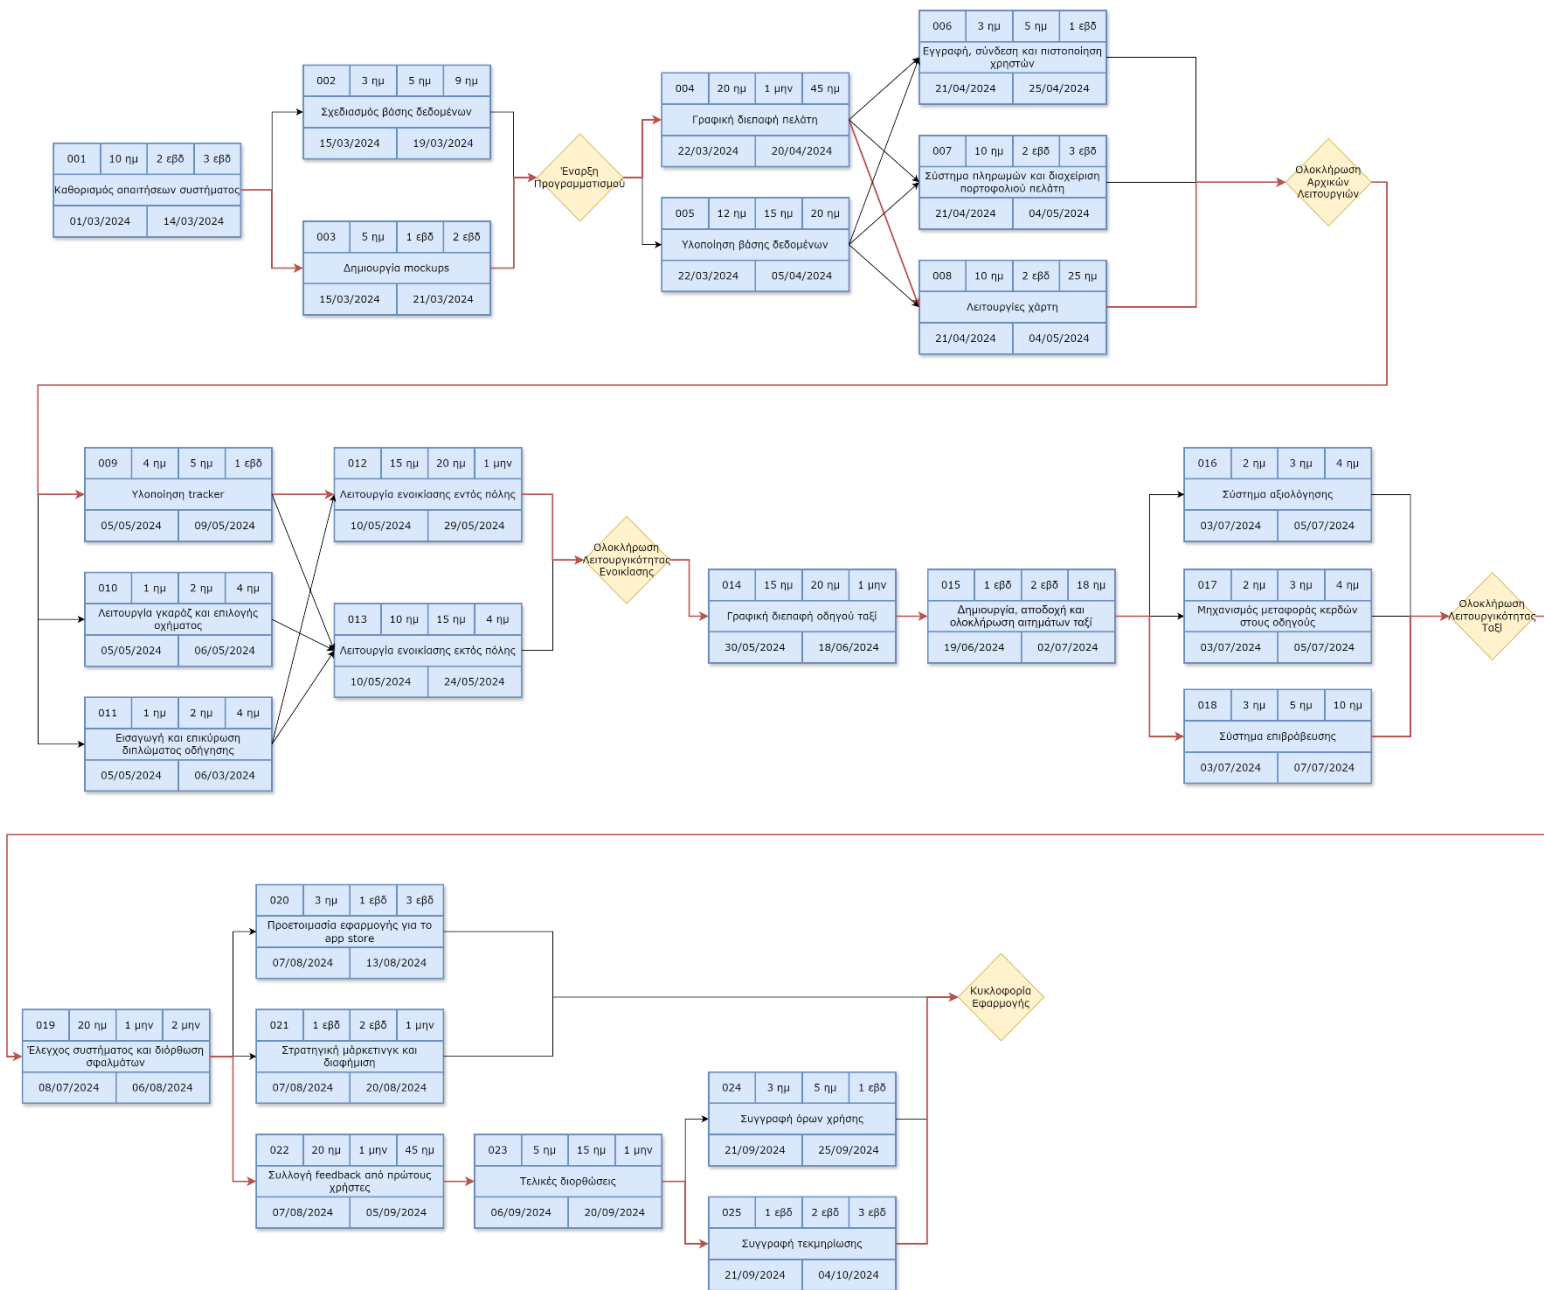 001 10 ημ 2 εβδ 3 εβδ
Καθορισμός απαιτήσεων συστήματος
01/03/2024 14/03/2024
002 3 ημ 5 ημ 9 ημ
Σχεδιασμός βάσης δεδομένων
15/03/2024 19/03/2024
003 5 ημ 1 εβδ 2 εβδ
Δημιουργία mockups
15/03/2024 21/03/2024
Έναρξη
Προγραμματισμού
004 20 ημ 1 μην 45 ημ
Γραφική διεπαφή πελάτη
22/03/2024 20/04/2024
005 12 ημ 15 ημ 20 ημ
Υλοποίηση βάσης δεδομένων
22/03/2024 05/04/2024
006 3 ημ 5 ημ 1 εβδ
Εγγραφή, σύνδεση και πιστοποίηση
χρηστών
21/04/2024 25/04/2024
007 10 ημ 2 εβδ 3 εβδ
Σύστημα πληρωμών και διαχείριση
πορτοφολιού πελάτη
21/04/2024 04/05/2024
008 10 ημ 2 εβδ 25 ημ
Λειτουργίες χάρτη
21/04/2024 04/05/2024
Ολοκλήρωση
Αρχικών
Λειτουργιών
009 4 ημ 5 ημ 1 εβδ
Υλοποίηση tracker
05/05/2024 09/05/2024
010 1 ημ 2 ημ 4 ημ
Λειτουργία γκαράζ και επιλογής
οχήματος
05/05/2024 06/05/2024
011 1 ημ 2 ημ 4 ημ
Εισαγωγή και επικύρωση
διπλώματος οδήγησης
05/05/2024 06/03/2024
012 15 ημ 20 ημ 1 μην
Λειτουργία ενοικίασης εντός πόλης
10/05/2024 29/05/2024
013 10 ημ 15 ημ 4 ημ
Λειτουργία ενοικίασης εκτός πόλης
10/05/2024 24/05/2024
Ολοκλήρωση
Λειτουργικότητας
Ενοικίασης
014 15 ημ 20 ημ 1 μην
Γραφική διεπαφή οδηγού ταξί
30/05/2024 18/06/2024
015 1 εβδ 2 εβδ 18 ημ
Δημιουργία, αποδοχή και
ολοκλήρωση αιτημάτων ταξί
19/06/2024 02/07/2024
016 2 ημ 3 ημ 4 ημ
Σύστημα αξιολόγησης
03/07/2024 05/07/2024
017 2 ημ 3 ημ 4 ημ
Μηχανισμός μεταφοράς κερδών
στους οδηγούς
03/07/2024 05/07/2024
018 3 ημ 5 ημ 10 ημ
Σύστημα επιβράβευσης
03/07/2024 07/07/2024
Ολοκλήρωση
Λειτουργικότητας
Ταξί
019 20 ημ 1 μην 2 μην
Έλεγχος συστήματος και διόρθωση
σφαλμάτων
08/07/2024 06/08/2024
020 3 ημ 1 εβδ 3 εβδ
Προετοιμασία εφαρμογής για το
app store
07/08/2024 13/08/2024
021 1 εβδ 2 εβδ 1 μην
Στρατηγική μάρκετινγκ και
διαφήμιση
07/08/2024 20/08/2024
022 20 ημ 1 μην 45 ημ
Συλλογή feedback από πρώτους
χρήστες
07/08/2024 05/09/2024
023 5 ημ 15 ημ 1 μην
Τελικές διορθώσεις
06/09/2024 20/09/2024
024 3 ημ 5 ημ 1 εβδ
Συγγραφή όρων χρήσης
21/09/2024 25/09/2024
025 1 εβδ 2 εβδ 3 εβδ
Συγγραφή τεκμηρίωσης
21/09/2024 04/10/2024
Κυκλοφορία
Εφαρμογής